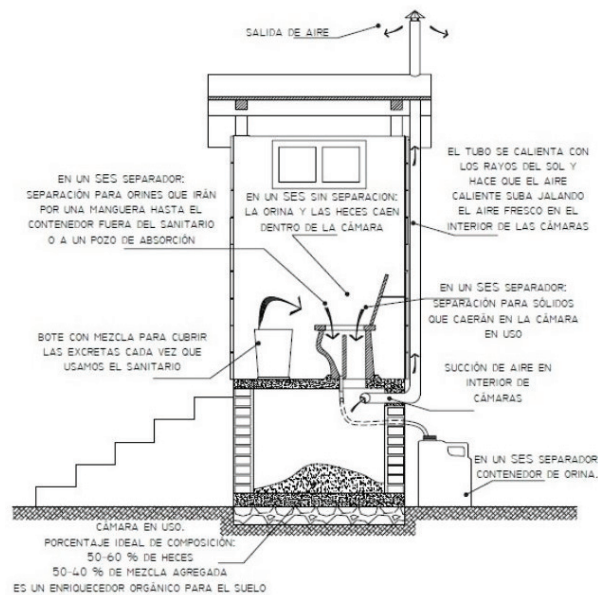 SALIDA DE AIRE
EN UN SES SEPARADOR:
SEPARACIÓN PARA ORINES QUE IRÁN
POR UNA MANGUERA HASTA EL
CONTENEDOR FUERA DEL SANITARIO
O A UN POZO DE ABSORCIÓN
EN UN SES SIN SEPARACION:
LA ORINA Y LAS HECES CAEN
DENTRO DE LA CÁMARA
EL TUBO SE CALIENTA CON
LOS RAYOS DEL SOL Y
HACE QUE EL AIRE
CALIENTE SUBA JALANDO
EL AIRE FRESCO EN EL
INTERIOR DE LAS CÁMARAS
EN UN SES SEPARADOR:
SEPARACIÓN PARA SÓLIDOS
QUE CAERÁN EN LA CÁMARA
EN USO
BOTE CON MEZCLA PARA CUBRIR
LAS EXCRETAS CADA VEZ QUE
USAMOS EL SANITARIO
SUCCIÓN DE AIRE EN
INTERIOR DE
CÁMARAS
EN UN SES SEPARADOR
CONTENEDOR DE ORINA.
CÁMARA EN USO.
PORCENTAJE IDEAL DE COMPOSICIÓN:
50-60 % DE HECES
50-40 % DE MEZCLA AGREGADA
ES UN ENRIQUECEDOR ORGÁNICO PARA EL SUELO